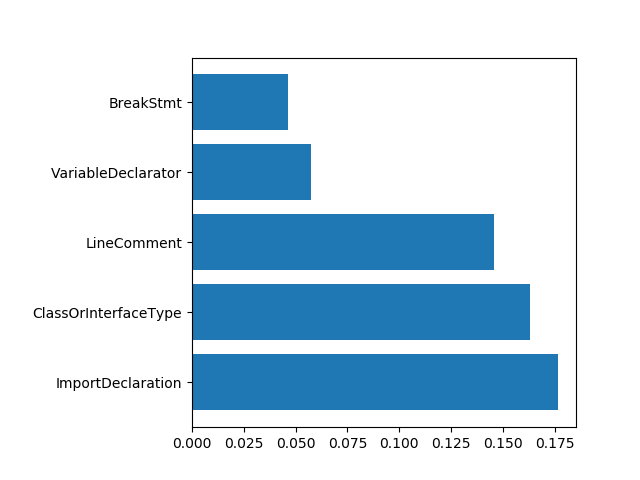 BreakStmt
VariableDeclarator
LineComment
ClassOrInterfaceType
ImportDeclaration
0.000 0.025 0.050 0.075 0.100 0.125 0.150 0.175